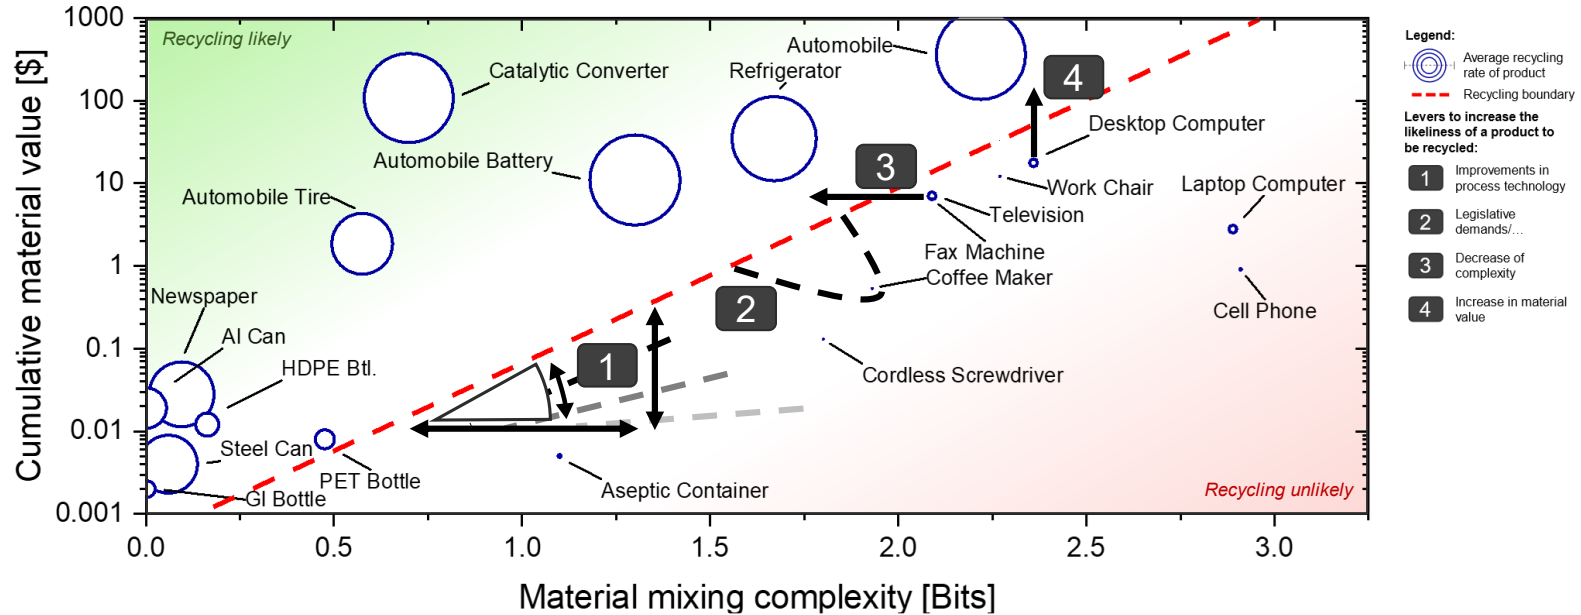 1000
100
10
1
0.1
0.01
0.001
Cumulative material value [$]
0.0
0.5
1.0
1.5
2.0
2.5
3.0
Material mixing complexity [Bits]
Recycling likely
Recycling unlikely
Catalytic Converter
Automobile
Refrigerator
Automobile Battery
Automobile Tire
Desktop Computer
Work Chair
Television
Laptop Computer
Fax Machine
Coffee Maker
Cell Phone
Newspaper
Al Can
HDPE Btl.
Cordless Screwdriver
Steel Can
PET Bottle
Gl Bottle
Aseptic Container
1
2
3
4
Legend:
Average recycling
rate of product
Recycling boundary
Levers to increase the
likeliness of a product to
be recycled:
1
Improvements in
process technology
2
Legislative
demands/...
3
Decrease of
complexity
4
Increase in material
value